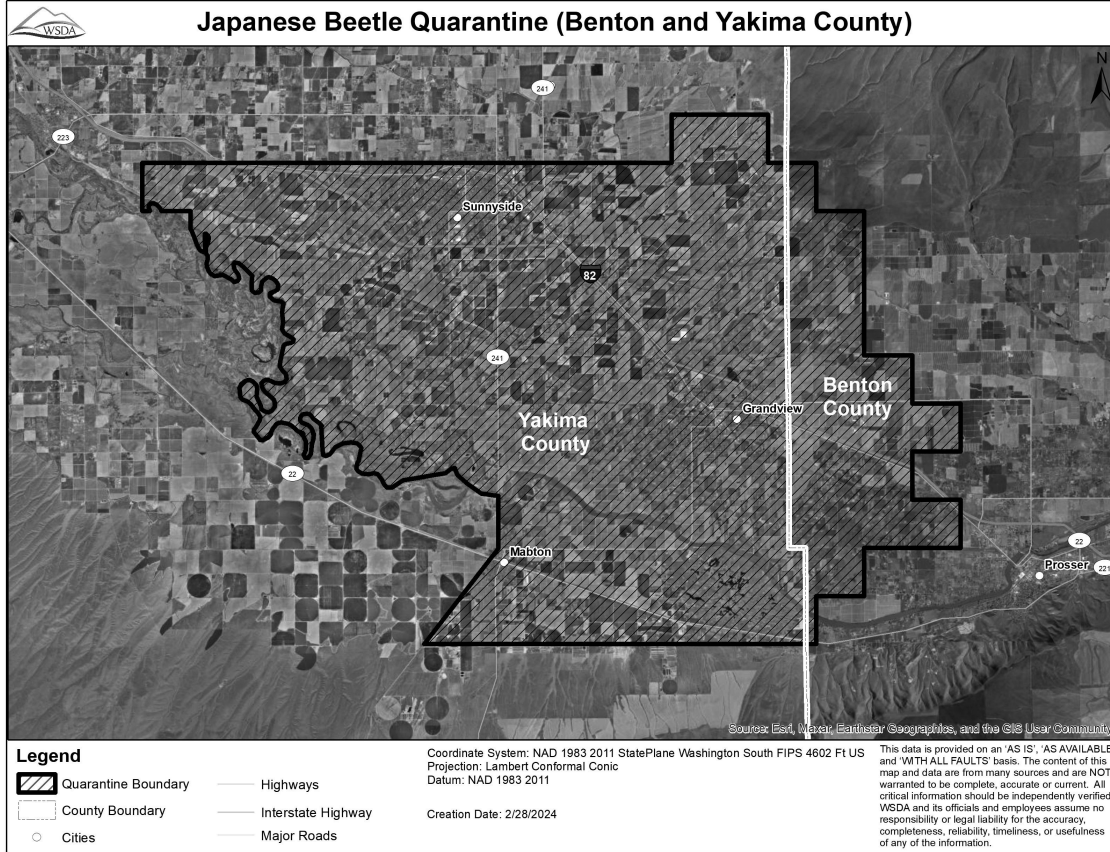 WSDA
Japanese Beetle Quarantine (Benton and Yakima County)
N
241
223
Sunnyside
82
241
Benton
County
Grandview
Yakima
County
22
Mabton
22
Prosser
221
Source: Esri, Maxar, Earthstar Geographics, and the GIS User Community
Legend
Quarantine Boundary
County Boundary
Cities
Highways
Interstate Highway
Major Roads
Coordinate System: NAD 1983 2011 StatePlane Washington South FIPS 4602 Ft US
Projection: Lambert Conformal Conic
Datum: NAD 1983 2011
Creation Date: 2/28/2024
This data is provided on an 'AS IS', 'AS AVAILABLE
and 'WITH ALL FAULTS' basis. The content of this
map and data are from many sources and are NOT
warranted to be complete, accurate or current. All
critical information should be independently verified
WSDA and its officials and employees assume no
responsibility or legal liability for the accuracy,
completeness, reliability, timeliness, or usefulness
of any of the information.